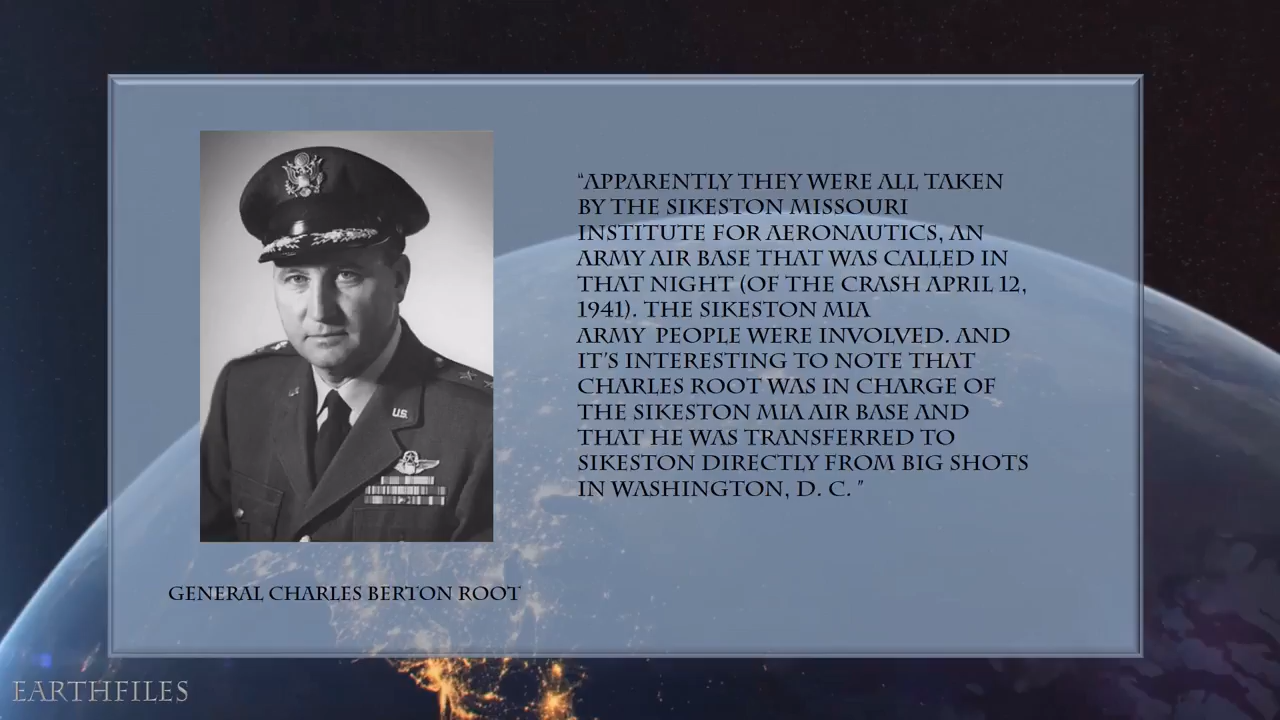 "APPARENTLY THEY WERE ALL TAKEN
BY THE SIKESTON MISSOURI
INSTITUTE FOR AERONAUTICS, AN
ARMY AIR BASE THAT WAS CALLED IN
THAT NIGHT (OF THE CRASH APRIL 12,
1941). THE SIKESTON MIA
ARMY PEOPLE WERE INVOLVED. AND
IT'S INTERESTING TO NOTE THAT
CHARLES ROOT WAS IN CHARGE OF
THE SIKESTON MIA AIR BASE AND
THAT HE WAS TRANSFERRED TO
SIKESTON DIRECTLY FROM BIG SHOTS
IN WASHINGTON, D. C. "
U.S.
GENERAL CHARLES BERTON ROOT
EARTHFILES